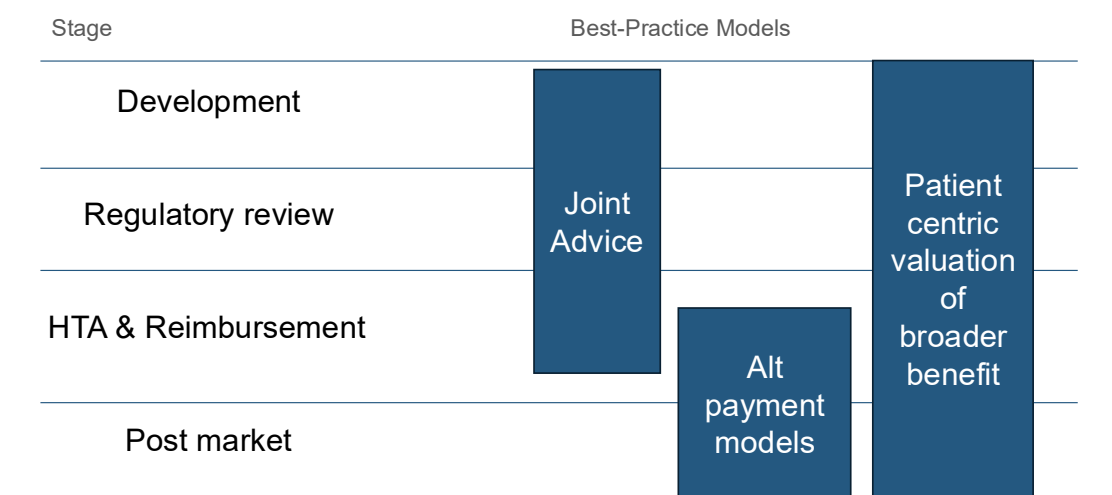 Stage
Best-Practice Models
Development
Regulatory review
HTA & Reimbursement
Post market
Joint
Advice
Alt
payment
models
Patient
centric
valuation
of
broader
benefit